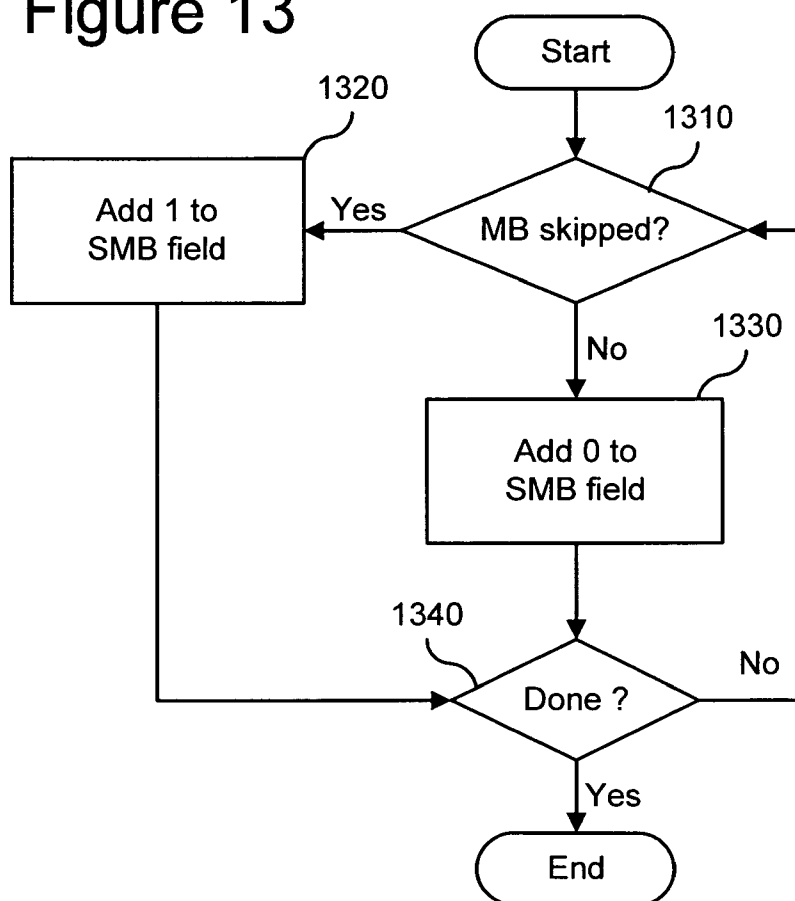 Figure 13
Start
1320
1310
Add 1 to
SMB field
Yes
MB skipped?
1330
No
Add 0 to
SMB field
1340
No
Done ?
Yes
End